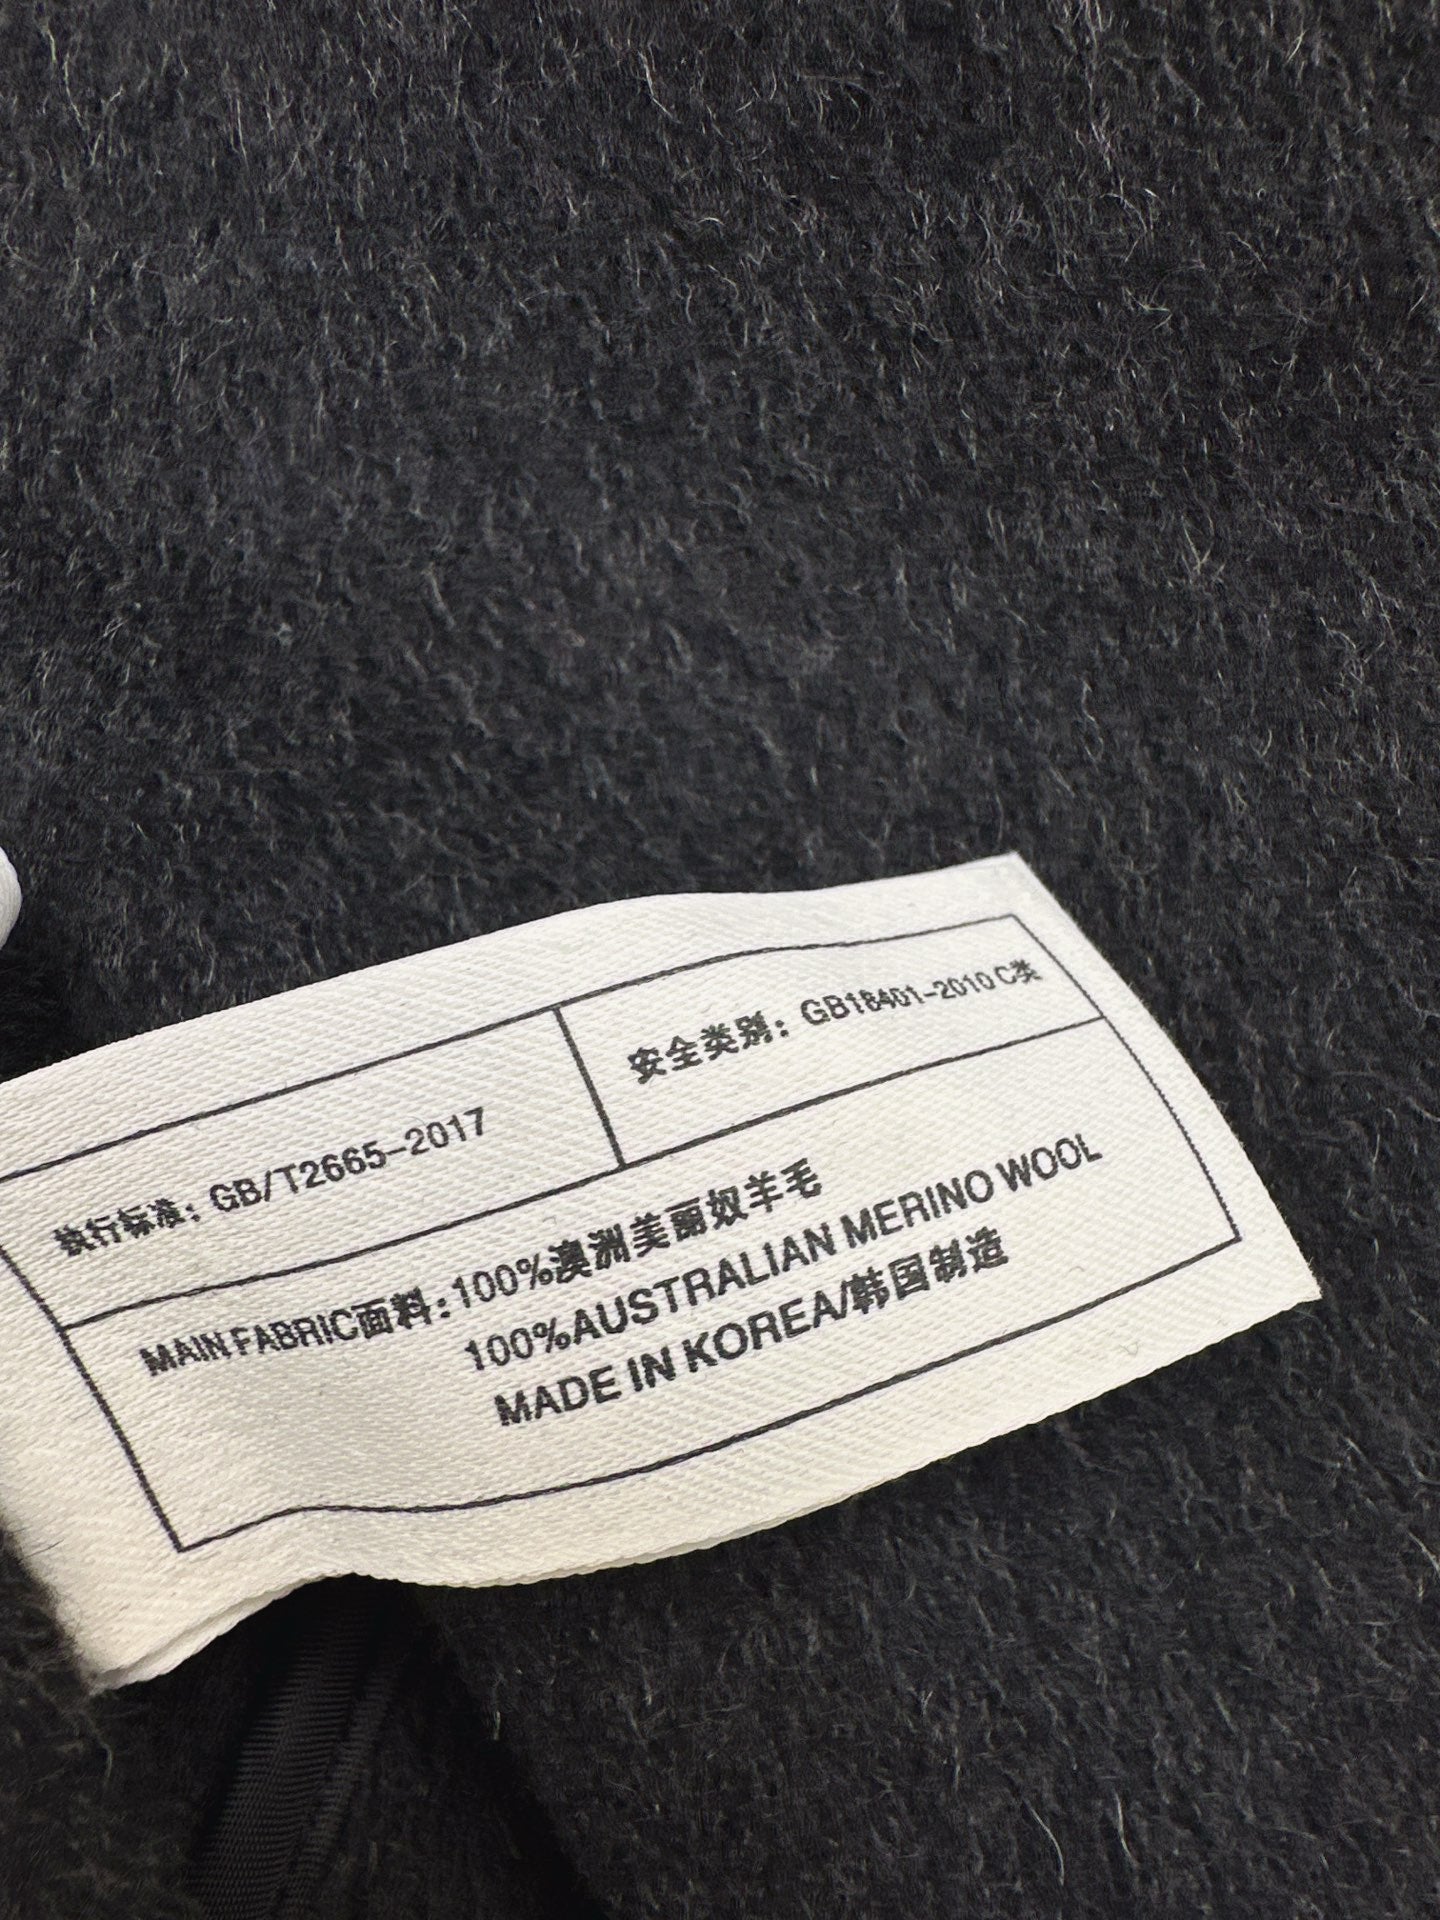 执行标准：GB/T2665-2017
安全类别：GB18401-2010 C类
MAIN FABRIC面料：100%澳洲美丽奴羊毛
100%AUSTRALIAN MERINO WOOL
MADE IN KOREA/韩国制造